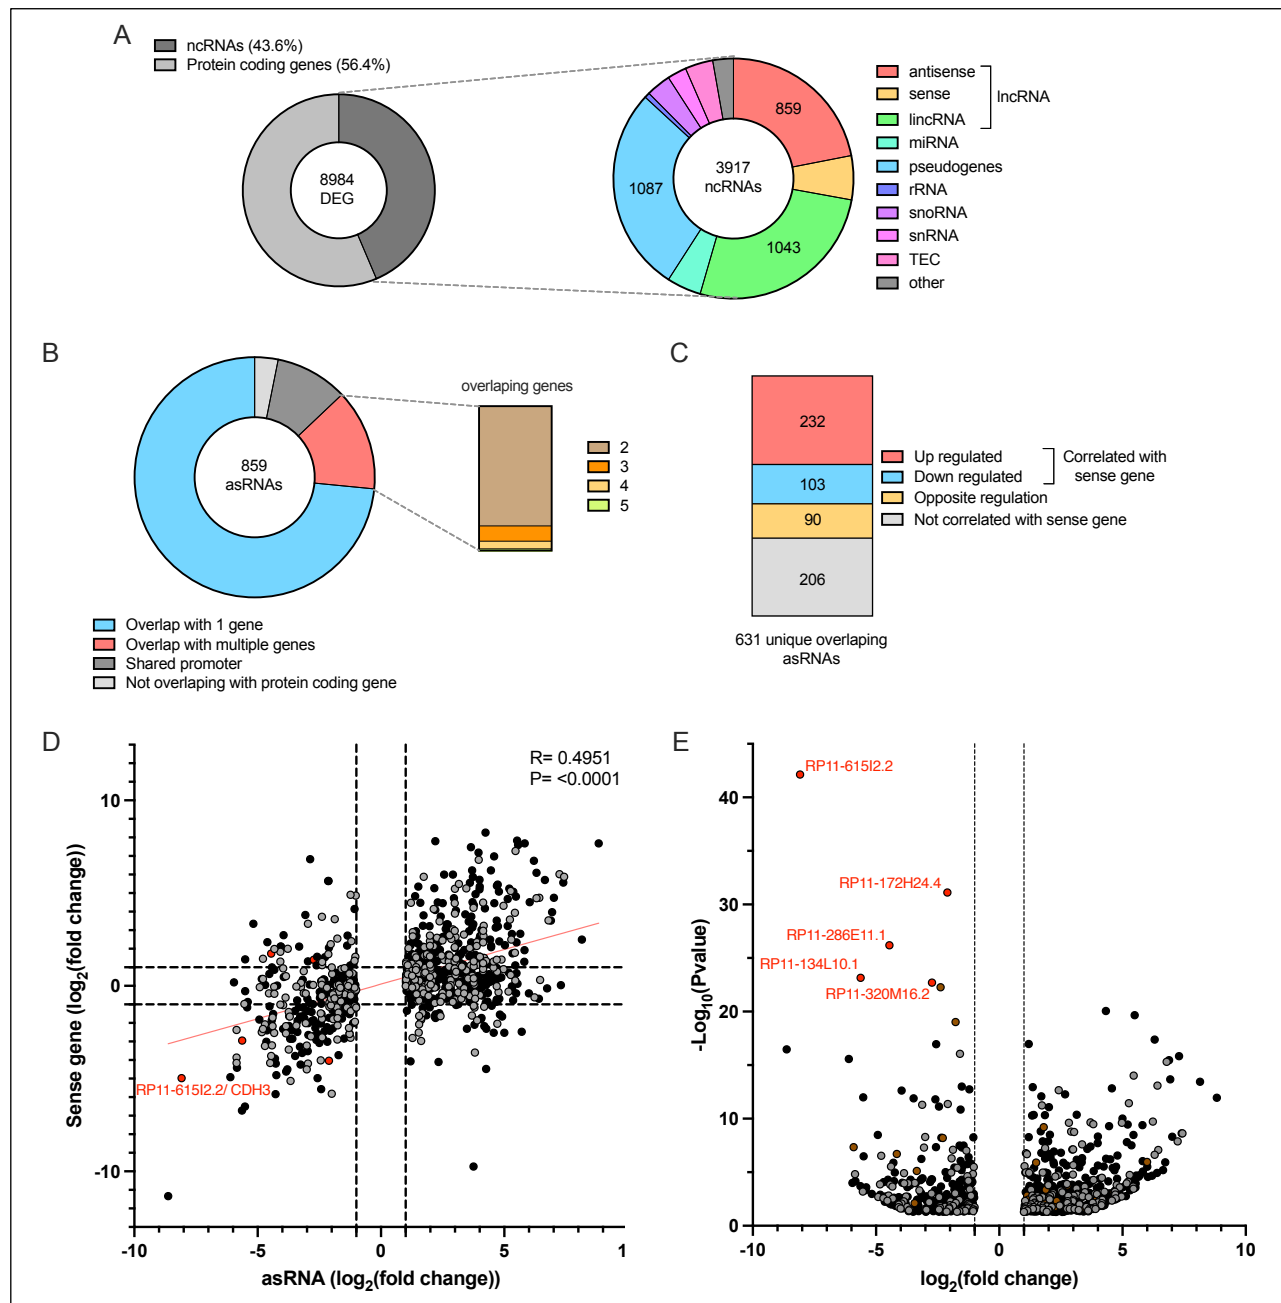 A
ncRNAs (43.6%)
Protein coding genes (56.4%)
8984
DEG
859
1087
3917
ncRNAs
1043
antisense
sense
lincRNA
lncRNA
miRNA
pseudogenes
rRNA
snoRNA
snRNA
TEC
other
B
859
asRNAs
overlaping genes
2
3
4
5
Overlap with 1 gene
Overlap with multiple genes
Shared promoter
Not overlaping with protein coding gene
C
232
103
90
206
Up regulated
Down regulated
Correlated with
sense gene
Opposite regulation
Not correlated with sense gene
631 unique overlaping
asRNAs
D
R= 0.4951
P= <0.0001
10
0
-10
Sense gene (log2(fold change))
RP11-615I2.2/ CDH3
-10
-5
0
5
1
asRNA (log2(fold change))
E
40
30
20
10
0
-Log10(Pvalue)
RP11-615I2.2
RP11-172H24.4
RP11-286E11.1
RP11-134L10.1
RP11-320M16.2
-10
-5
0
5
10
log2(fold change)